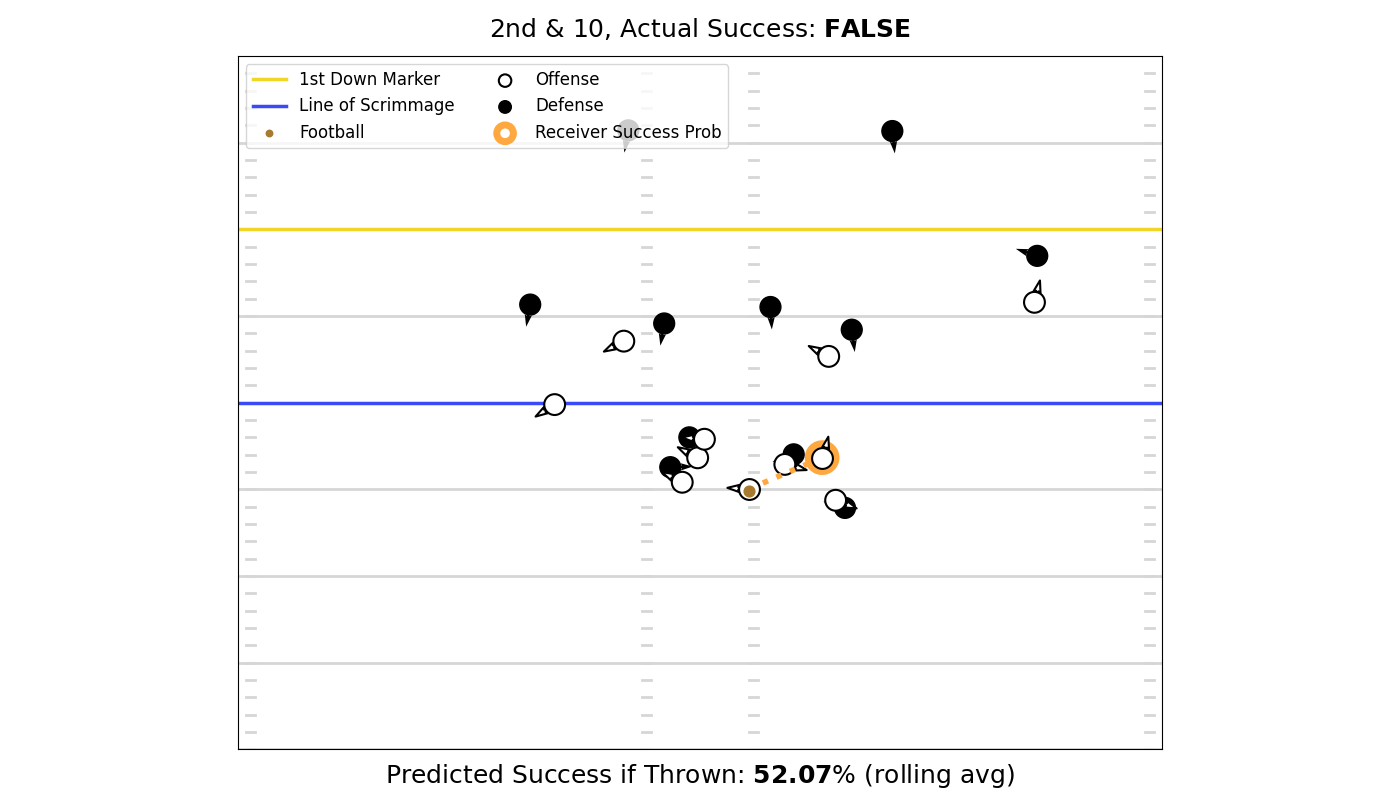 2nd & 10, Actual Success: FALSE
1st Down Marker
Line of Scrimmage
Football
Offense
Defense
Receiver Success Prob
Predicted Success if Thrown: 52.07% (rolling avg)